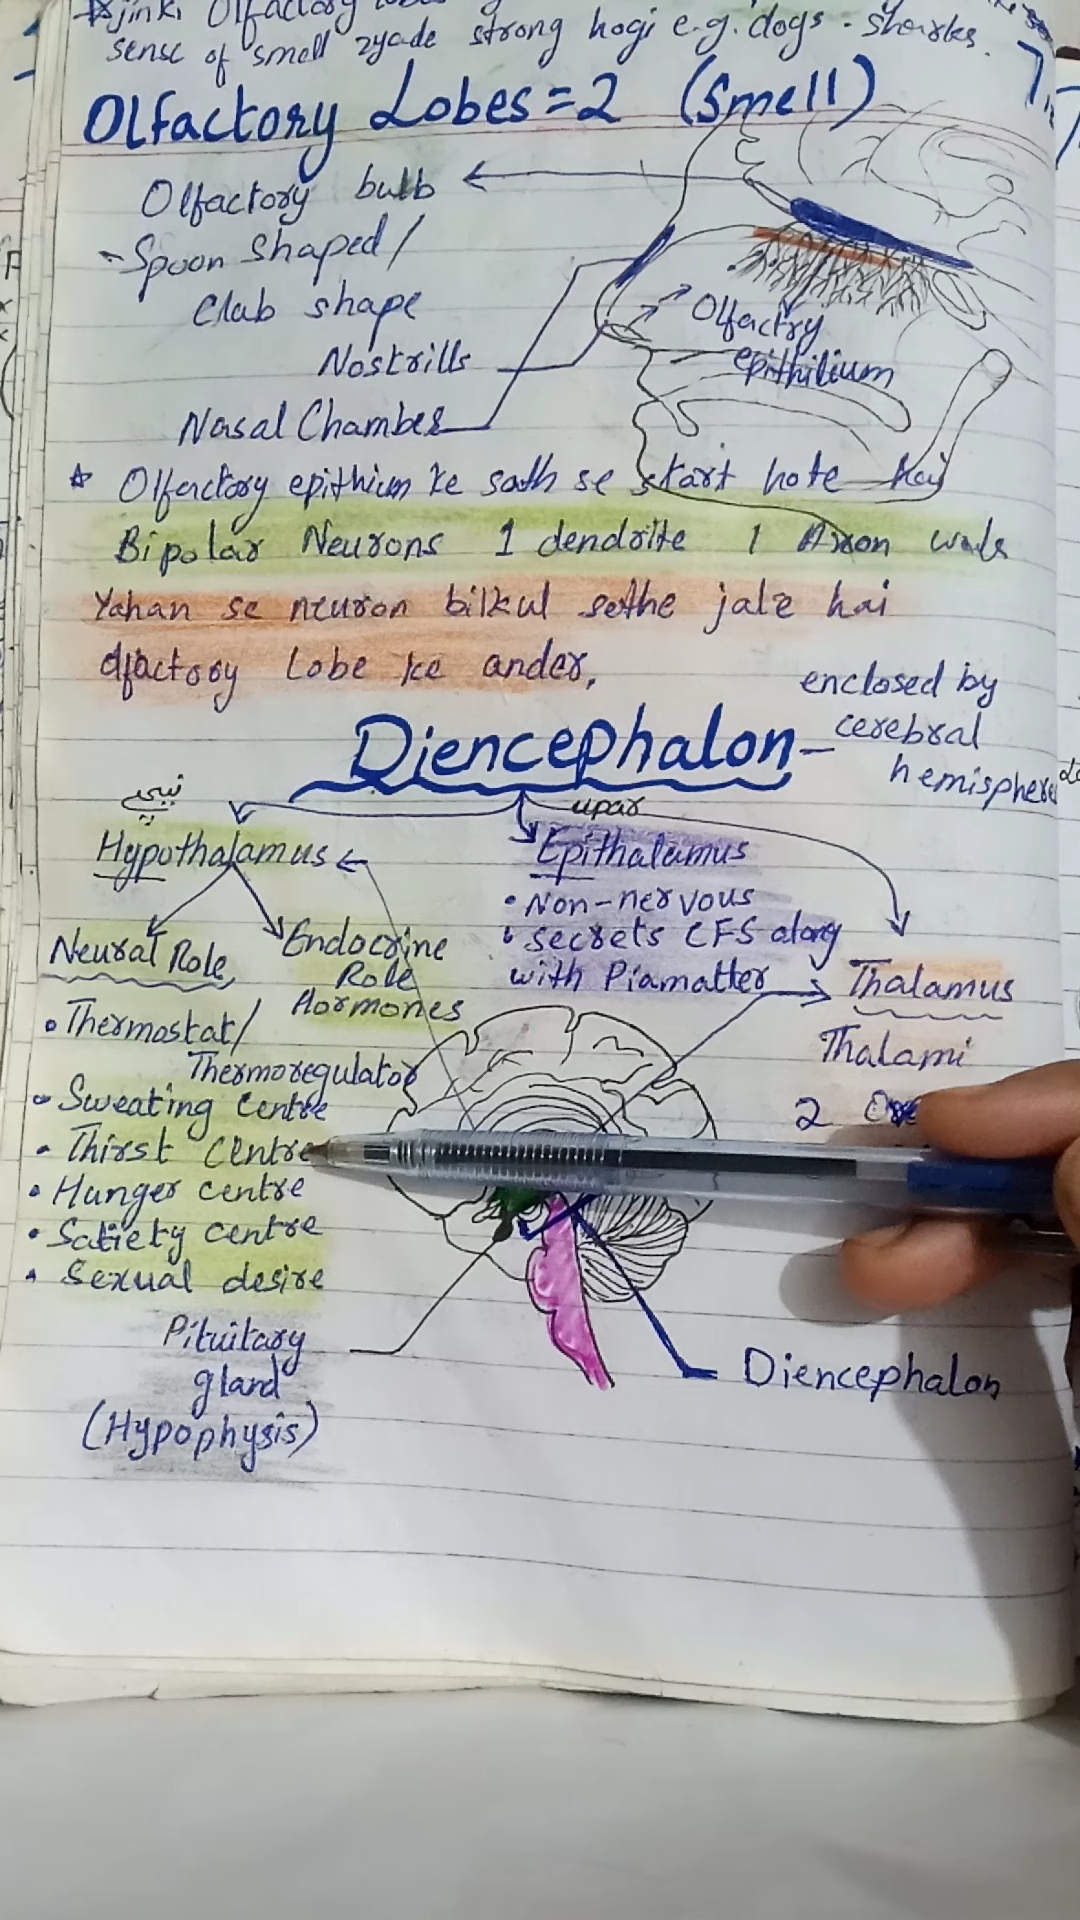 jinki Olfactory
sense of smell zyade strong hogi e.g. dogs - sharks.
Olfactory Lobes = 2 (Smell)
Olfactory bulb
- Spoon Shaped /
Club shape
Nostrills
Nasal Chamber
Olfactry
epithilium
☆ Olfenctory epithium ke sath se start hote hai
Bipolar Neurons 1 dendrite 1 Axon wale
Yahan se neuron bilkul sethe jate hai
olfactory Lobe ke ander,
enclosed by
cerebral
hemisphere
Diencephalon -
نیچے
upar
Hypothalamus
Epithalamus
• Non-nervous
• secrets CFS along
with Piamatter
Neural Role
Endocrine
Role
Hormones
Thalamus
Thalami
2
• Thermostat/
Thermoregulator
• Sweating Centre
• Thirst Centre
• Hunger centre
• Satiety centre
• Sexual desire
Pituitary
gland
(Hypophysis)
Diencephalon